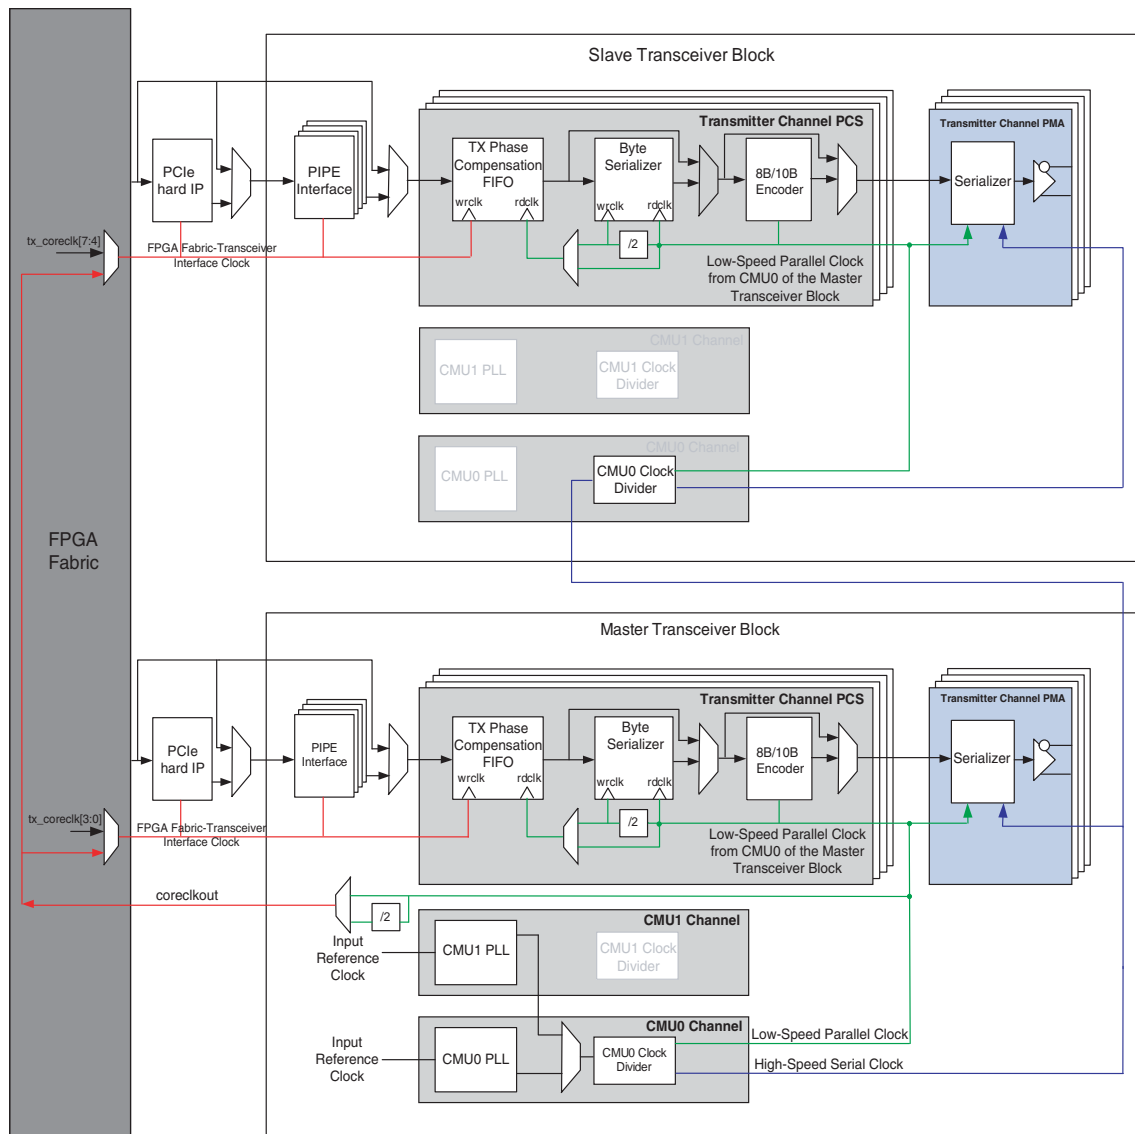 Slave Transceiver Block
Transmitter Channel PCS
Transmitter Channel PMA
PCIe
hard IP
PIPE
Interface
TX Phase
Compensation
FIFO
wrclk
rdclk
Byte
Serializer
wrclk
rdclk
/2
8B/10B
Encoder
Serializer
tx_coreclk[7:4]
FPGA Fabric-Transceiver
Interface Clock
Low-Speed Parallel Clock
from CMU0 of the Master
Transceiver Block
CMU1 Channel
CMU1 PLL
CMU1 Clock
Divider
CMU0 Channel
CMU0 PLL
CMU0 Clock
Divider
FPGA
Fabric
Master Transceiver Block
Transmitter Channel PCS
Transmitter Channel PMA
PCIe
hard IP
PIPE
Interface
TX Phase
Compensation
FIFO
wrclk
rdclk
Byte
Serializer
wrclk
rdclk
/2
8B/10B
Encoder
Serializer
tx_coreclk[3:0]
FPGA Fabric-Transceiver
Interface Clock
Low-Speed Parallel Clock
from CMU0 of the Master
Transceiver Block
coreclkout
/2
CMU1 Channel
Input
Reference
Clock
CMU1 PLL
CMU1 Clock
Divider
CMU0 Channel
Input
Reference
Clock
CMU0 PLL
CMU0 Clock
Divider
Low-Speed Parallel Clock
High-Speed Serial Clock